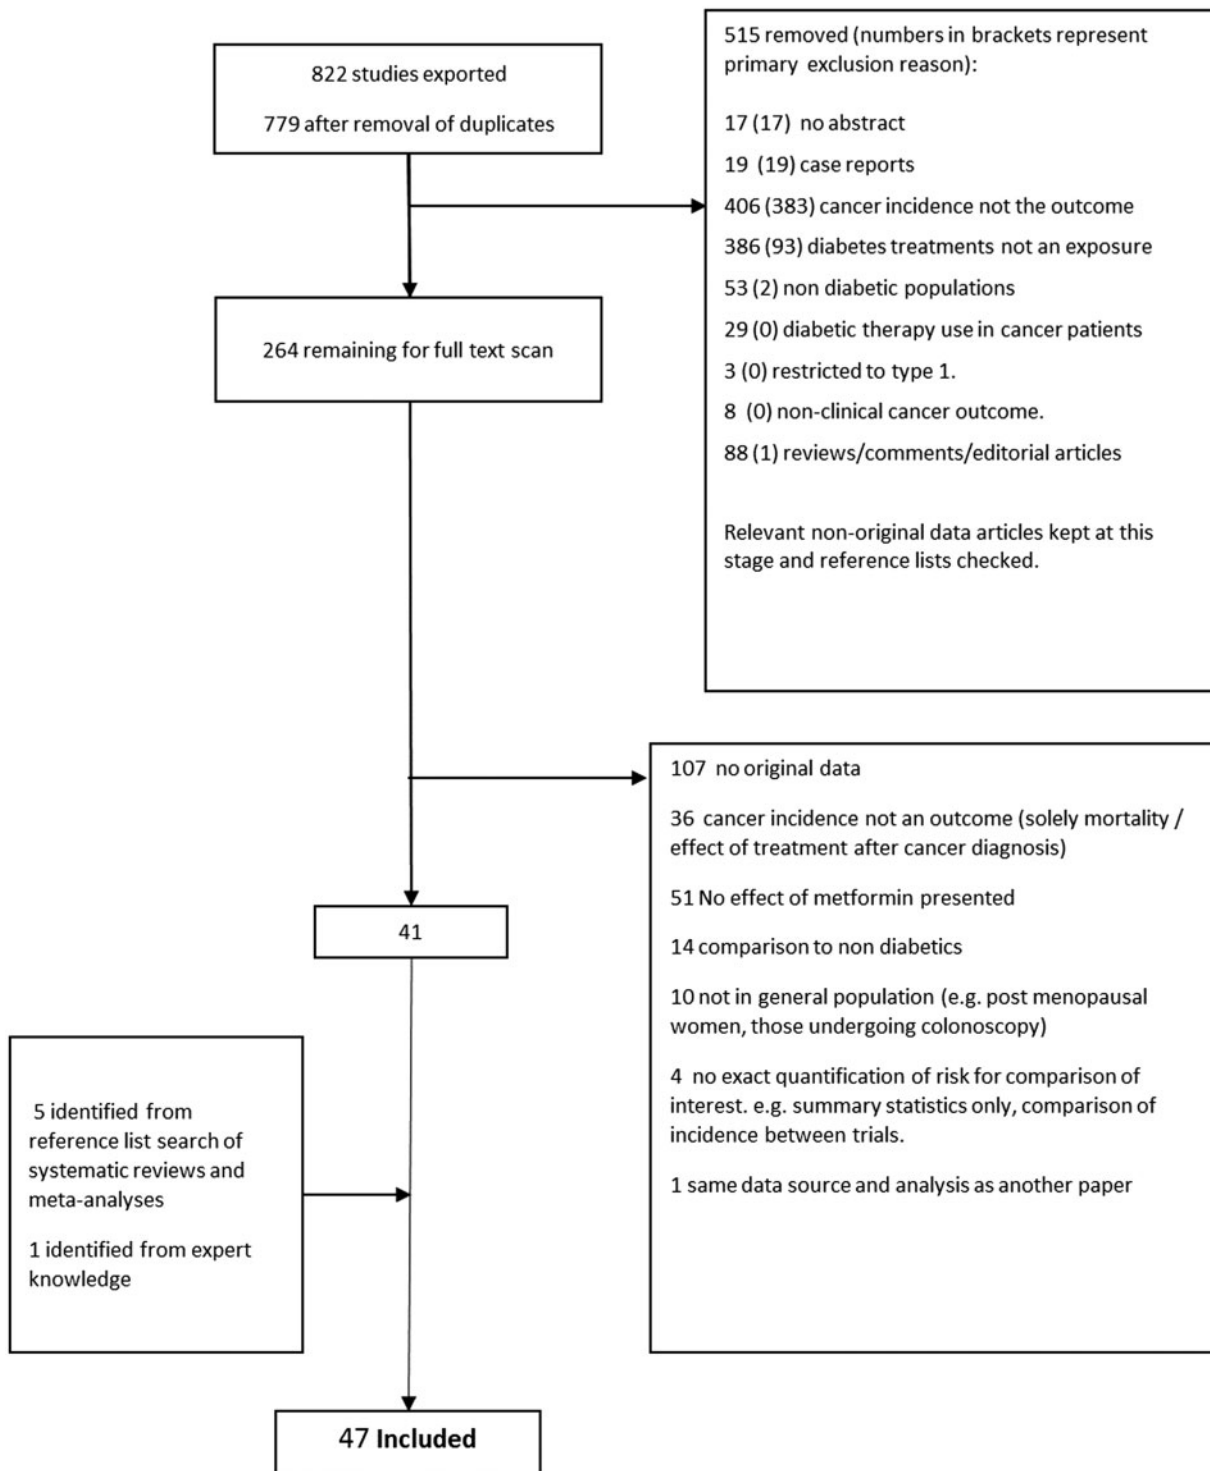 822 studies exported
779 after removal of duplicates
515 removed (numbers in brackets represent
primary exclusion reason):
17 (17) no abstract
19 (19) case reports
406 (383) cancer incidence not the outcome
386 (93) diabetes treatments not an exposure
53 (2) non diabetic populations
29 (0) diabetic therapy use in cancer patients
3 (0) restricted to type 1.
8 (0) non-clinical cancer outcome.
88 (1) reviews/comments/editorial articles
Relevant non-original data articles kept at this
stage and reference lists checked.
264 remaining for full text scan
107 no original data
36 cancer incidence not an outcome (solely mortality /
effect of treatment after cancer diagnosis)
51 No effect of metformin presented
14 comparison to non diabetics
10 not in general population (e.g. post menopausal
women, those undergoing colonoscopy)
4 no exact quantification of risk for comparison of
interest. e.g. summary statistics only, comparison of
incidence between trials.
1 same data source and analysis as another paper
41
5 identified from
reference list search of
systematic reviews and
meta-analyses
1 identified from expert
knowledge
47 Included